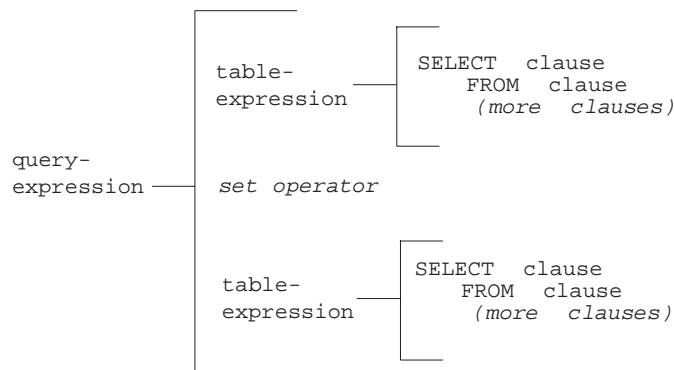 SELECT clause
table-
FROM clause
expression
(more clauses)
query-
expression
set operator
SELECT clause
table-
FROM clause
expression
(more clauses)